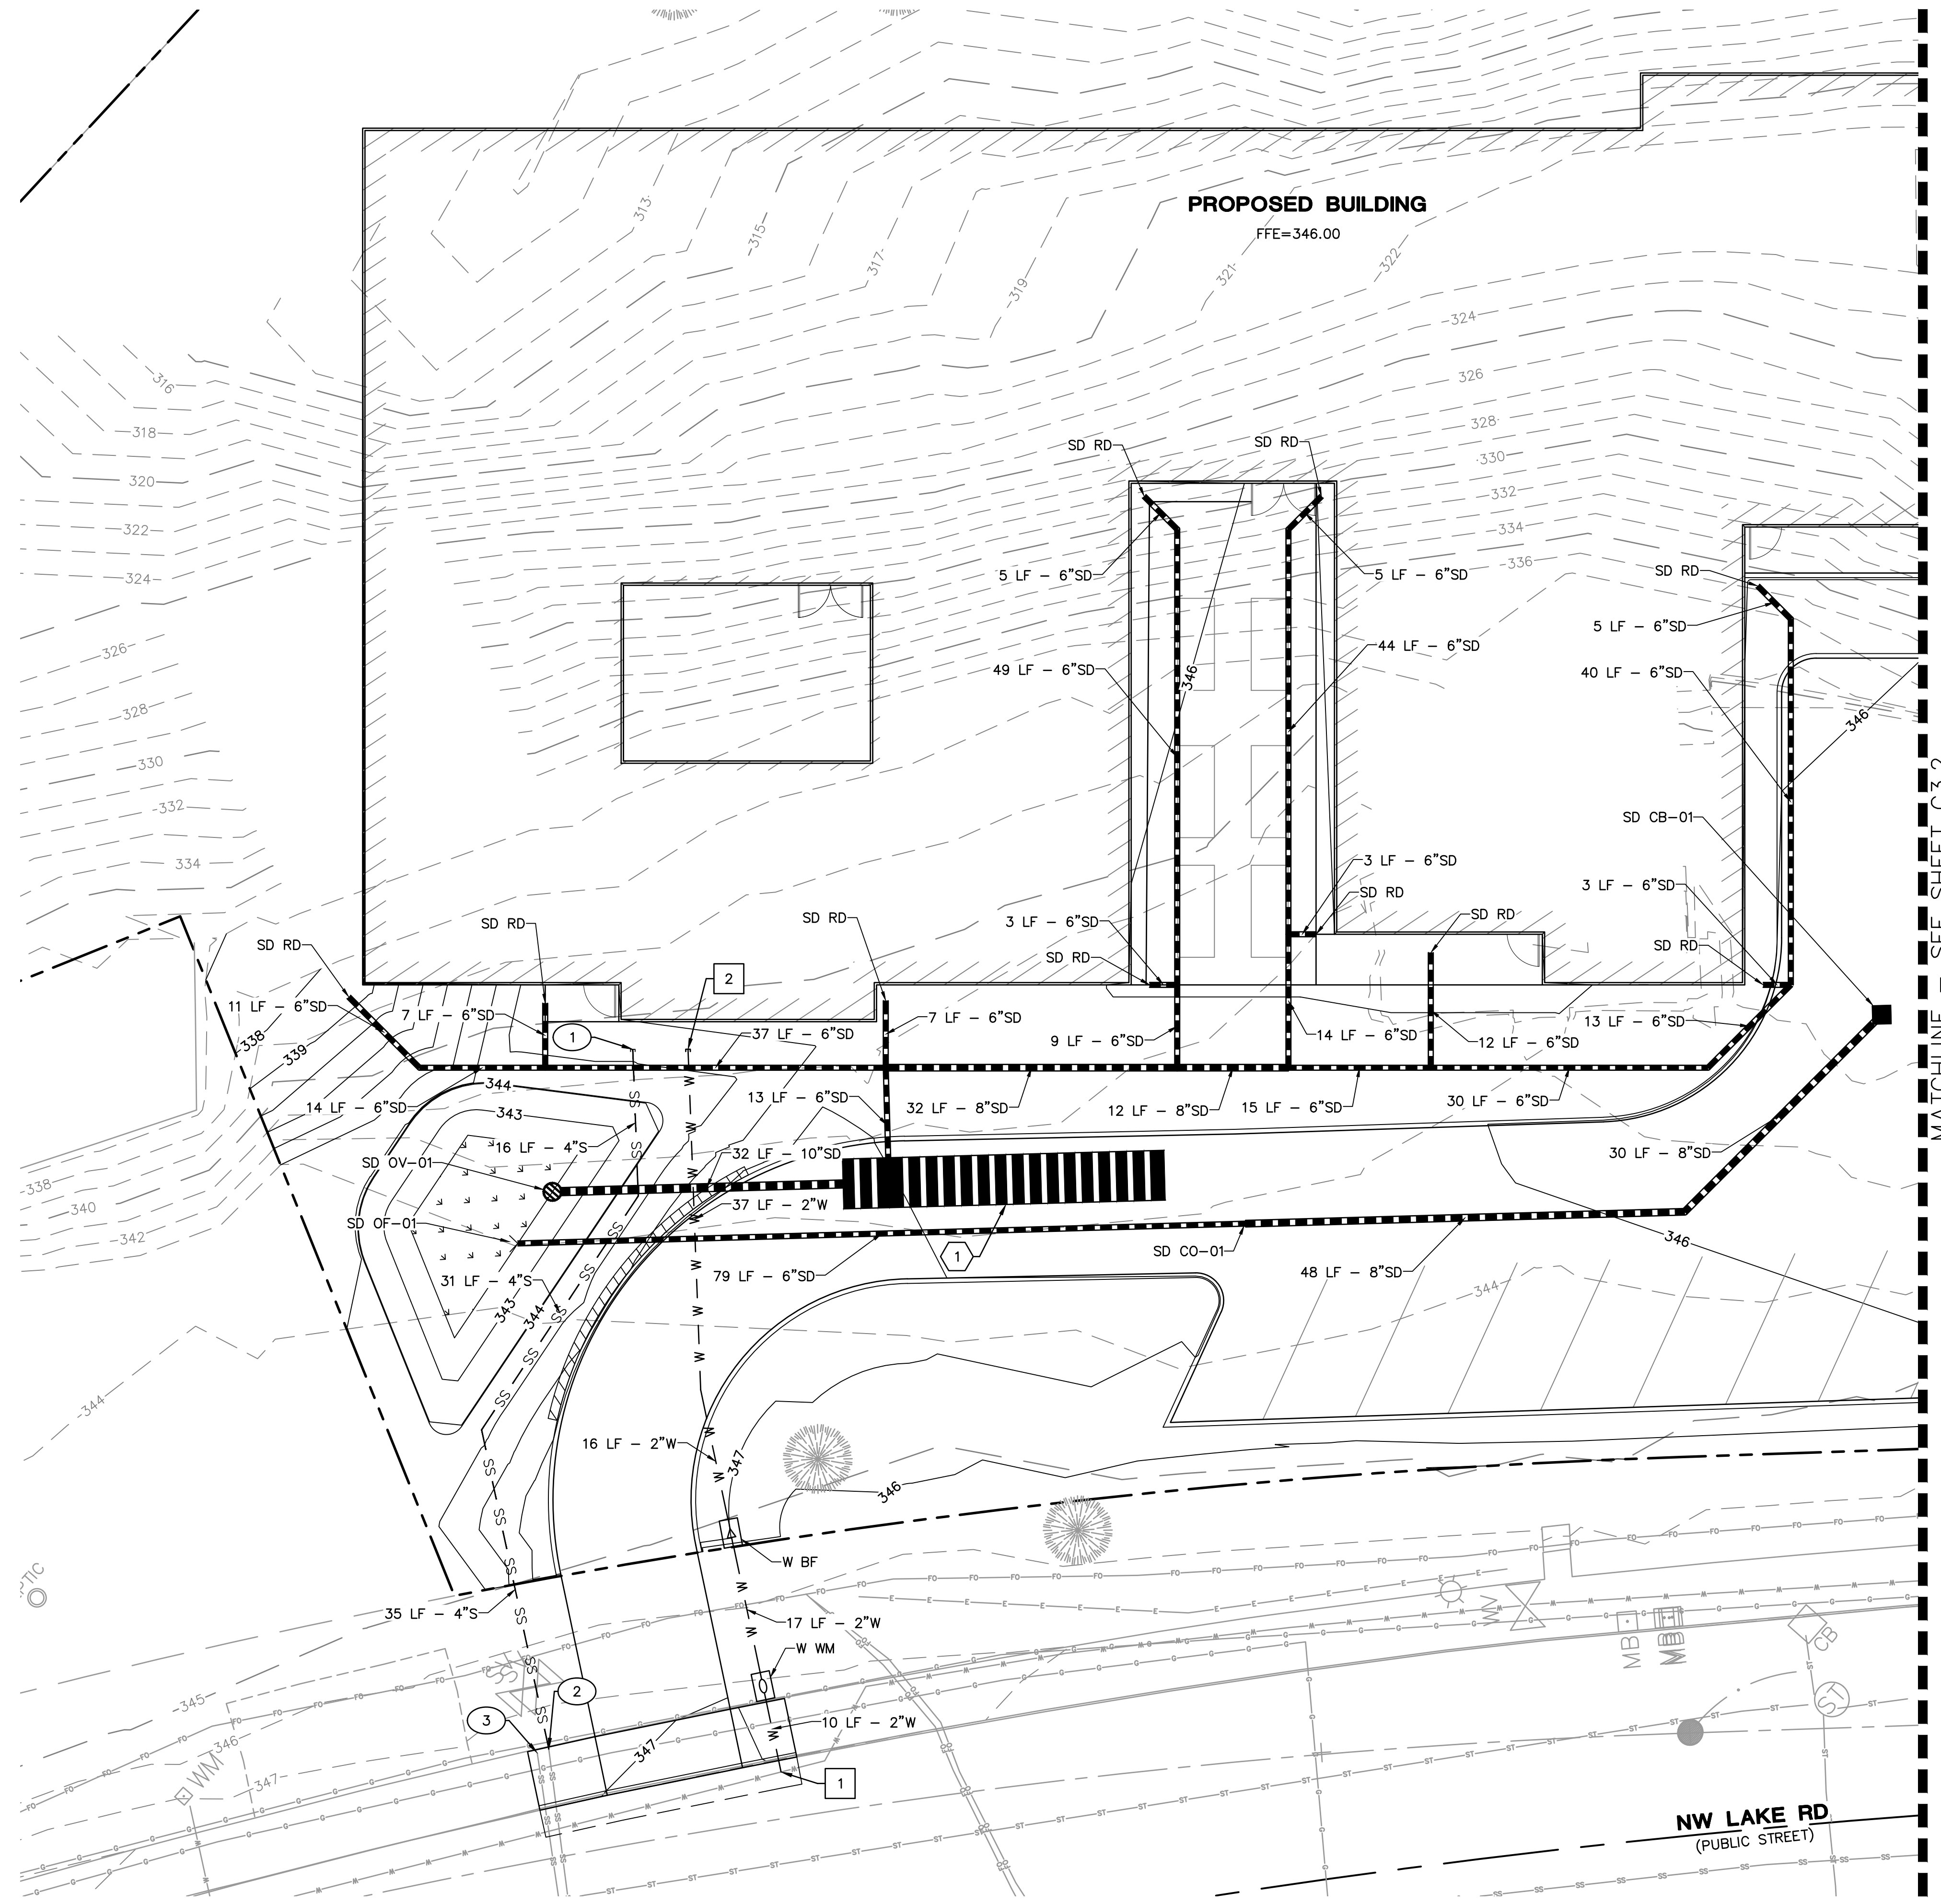 PROPOSED BUILDING
FFE=346.00
313
315
317
319
321
322
324
326
328
330
332
334
336
316
318
320
322
324
326
328
330
332
334
SD RD
SD RD
5 LF - 6"SD
5 LF - 6"SD
SD RD
5 LF - 6"SD
49 LF - 6"SD
346
44 LF - 6"SD
40 LF - 6"SD
346
SD CB-01
MATCHLINE - SEE SHEET C3.2
3 LF - 6"SD
SD RD
3 LF - 6"SD
SD RD
SD RD
SD RD
SD RD
3 LF - 6"SD
SD RD
SD RD
2
11 LF - 6"SD
7 LF - 6"SD
1
37 LF - 6"SD
7 LF - 6"SD
9 LF - 6"SD
14 LF - 6"SD
12 LF - 6"SD
13 LF - 6"SD
338
339
344
343
14 LF - 6"SD
13 LF - 6"SD
32 LF - 8"SD
12 LF - 8"SD
15 LF - 6"SD
30 LF - 6"SD
16 LF - 4"S
32 LF - 10"SD
30 LF - 8"SD
SD OV-01
37 LF - 2"W
SD OF-01
338
340
342
31 LF - 4"S
343
344
79 LF - 6"SD
1
SD CO-01
48 LF - 8"SD
346
344
344
16 LF - 2"W
347
346
W BF
35 LF - 4"S
17 LF - 2"W
W WM
2
3
10 LF - 2"W
347
1
345
346
347
WM
CB
ST
NW LAKE RD
(PUBLIC STREET)